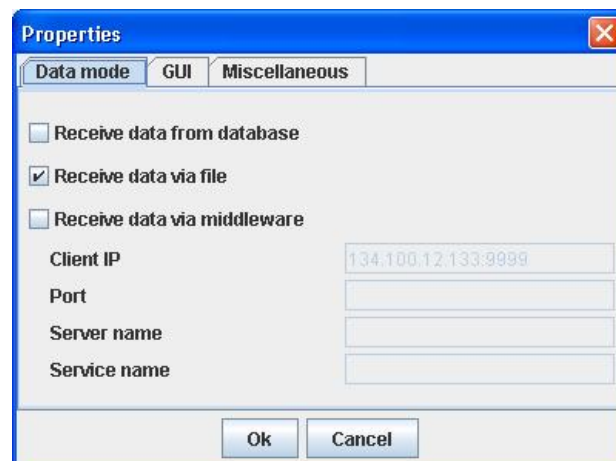 Properties
Data mode GUI Miscellaneous
Receive data from database
Receive data via file
Receive data via middleware
Client IP 134.100.12.133:9999
Port
Server name
Service name
Ok Cancel